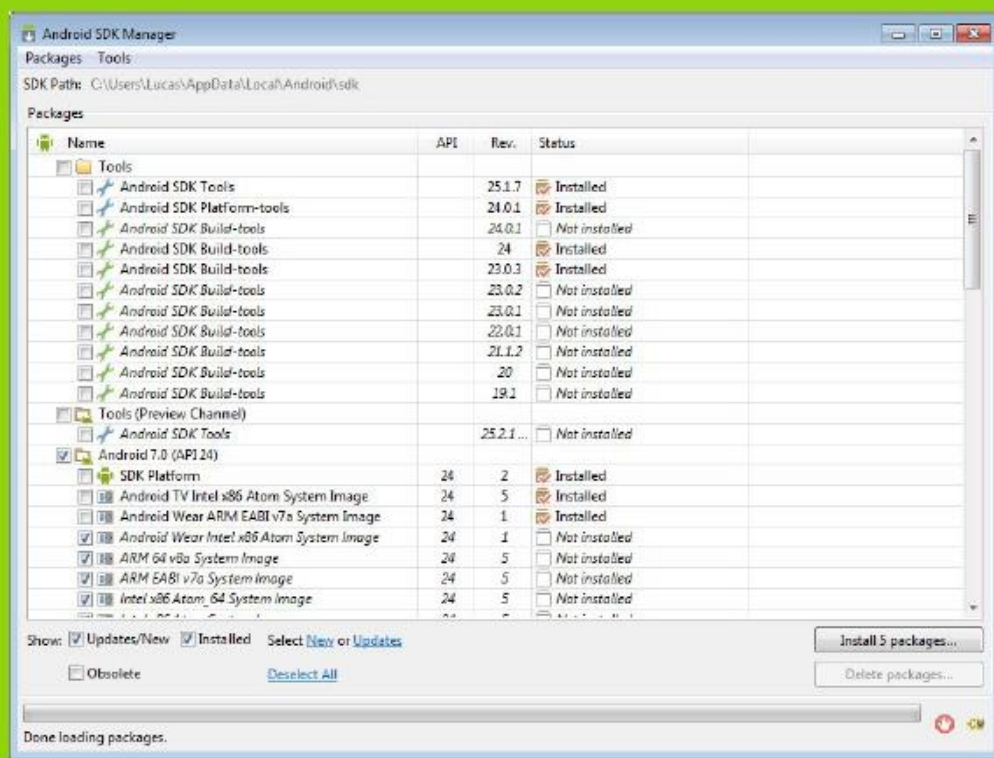 Android SDK Manager
Packages Tools
SDK Path: C:\Users\Lucas\AppData\Local\Android\sdk
Packages
Name API Rev. Status
Tools
Android SDK Tools 25.1.7 Installed
Android SDK Platform-tools 24.0.1 Installed
Android SDK Build-tools 24.0.1 Not installed
Android SDK Build-tools 24 Installed
Android SDK Build-tools 23.0.3 Installed
Android SDK Build-tools 23.0.2 Not installed
Android SDK Build-tools 23.0.1 Not installed
Android SDK Build-tools 22.0.1 Not installed
Android SDK Build-tools 21.1.2 Not installed
Android SDK Build-tools 20 Not installed
Android SDK Build-tools 19.1 Not installed
Tools (Preview Channel)
Android SDK Tools 25.2.1 ... Not installed
Android 7.0 (API 24)
SDK Platform 24 2 Installed
Android TV Intel x86 Atom System Image 24 5 Installed
Android Wear ARM EABI v7a System Image 24 1 Installed
Android Wear Intel x86 Atom System Image 24 1 Not installed
ARM 64 v8a System Image 24 5 Not installed
ARM EABI v7a System Image 24 5 Not installed
Intel x86 Atom_64 System Image 24 5 Not installed
Show: Updates/New Installed Select New or Updates Install 5 packages...
Obsolete Deselect All Delete packages...
Done loading packages.